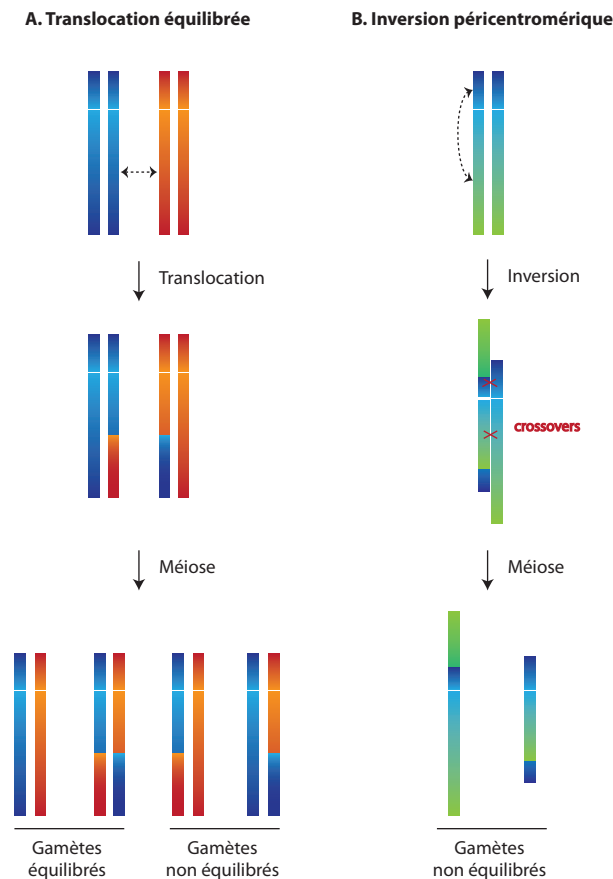 A. Translocation équilibrée
B. Inversion péricentromérique
Translocation
Inversion
crossovers
Méiose
Méiose
Gamètes
équilibrés
Gamètes
non équilibrés
Gamètes
non équilibrés